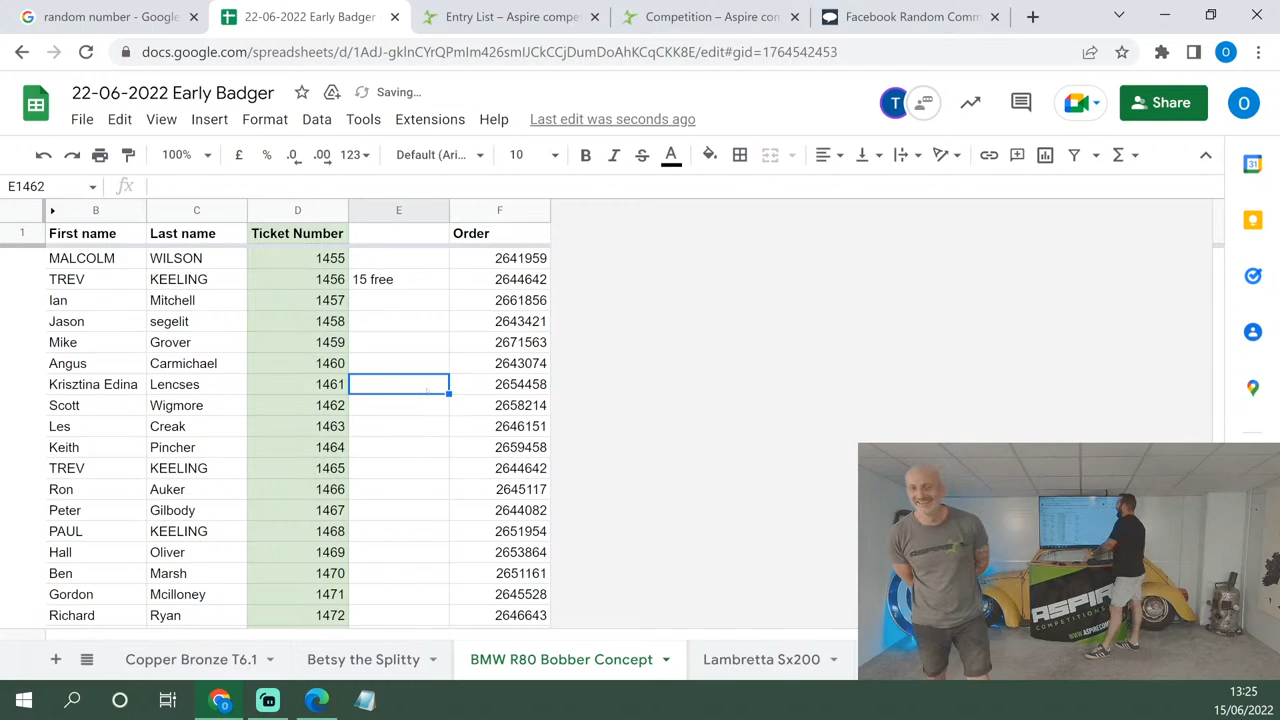 random number - Google
22-06-2022 Early Badger
Entry List – Aspire compe
Competition – Aspire con
Facebook Random Comm
docs.google.com/spreadsheets/d/1AdJ-gkInCYrQPmIm426smIJCkCCjDumDoAhKCqCKK8E/edit#gid=1764542453
22-06-2022 Early Badger
Saving...
File Edit View Insert Format Data Tools Extensions Help Last edit was seconds ago
T
Share
O
100% £ % .0 .00 123 Default (Ari... 10 B I S A
E1462 fx
B C D E F
1 First name Last name Ticket Number Order
MALCOLM WILSON 1455 2641959
TREV KEELING 1456 15 free 2644642
Ian Mitchell 1457 2661856
Jason segelit 1458 2643421
Mike Grover 1459 2671563
Angus Carmichael 1460 2643074
Krisztina Edina Lencses 1461 2654458
Scott Wigmore 1462 2658214
Les Creak 1463 2646151
Keith Pincher 1464 2659458
TREV KEELING 1465 2644642
Ron Auker 1466 2645117
Peter Gilbody 1467 2644082
PAUL KEELING 1468 2651954
Hall Oliver 1469 2653864
Ben Marsh 1470 2651161
Gordon Mcilloney 1471 2645528
Richard Ryan 1472 2646643
ASPIR
COMPETITIONS
WWW.ASPIRECOM
Copper Bronze T6.1 Betsy the Splitty BMW R80 Bobber Concept Lambretta Sx200
13:25
15/06/2022